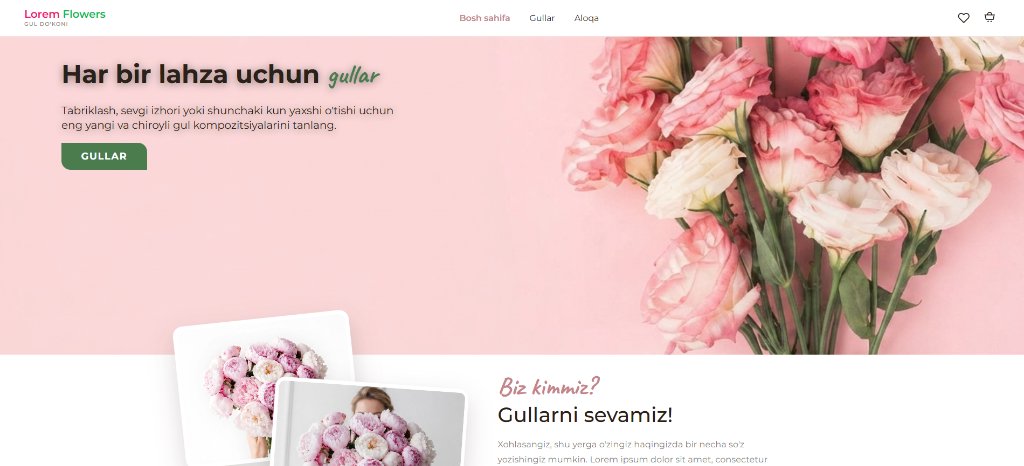 Lorem Flowers
GUL DO'KONI
Bosh sahifa Gullar Aloqa
Har bir lahza uchun gullar
Tabriklash, sevgi izhori yoki shunchaki kun yaxshi o'tishi uchun
eng yangi va chiroyli gul kompozitsiyalarini tanlang.
GULLAR
Biz kimmiz?
Gullarni sevamiz!
Xohlasangiz, shu yerga o'zingiz haqingizda bir necha so'z
yozishingiz mumkin. Lorem ipsum dolor sit amet, consectetur